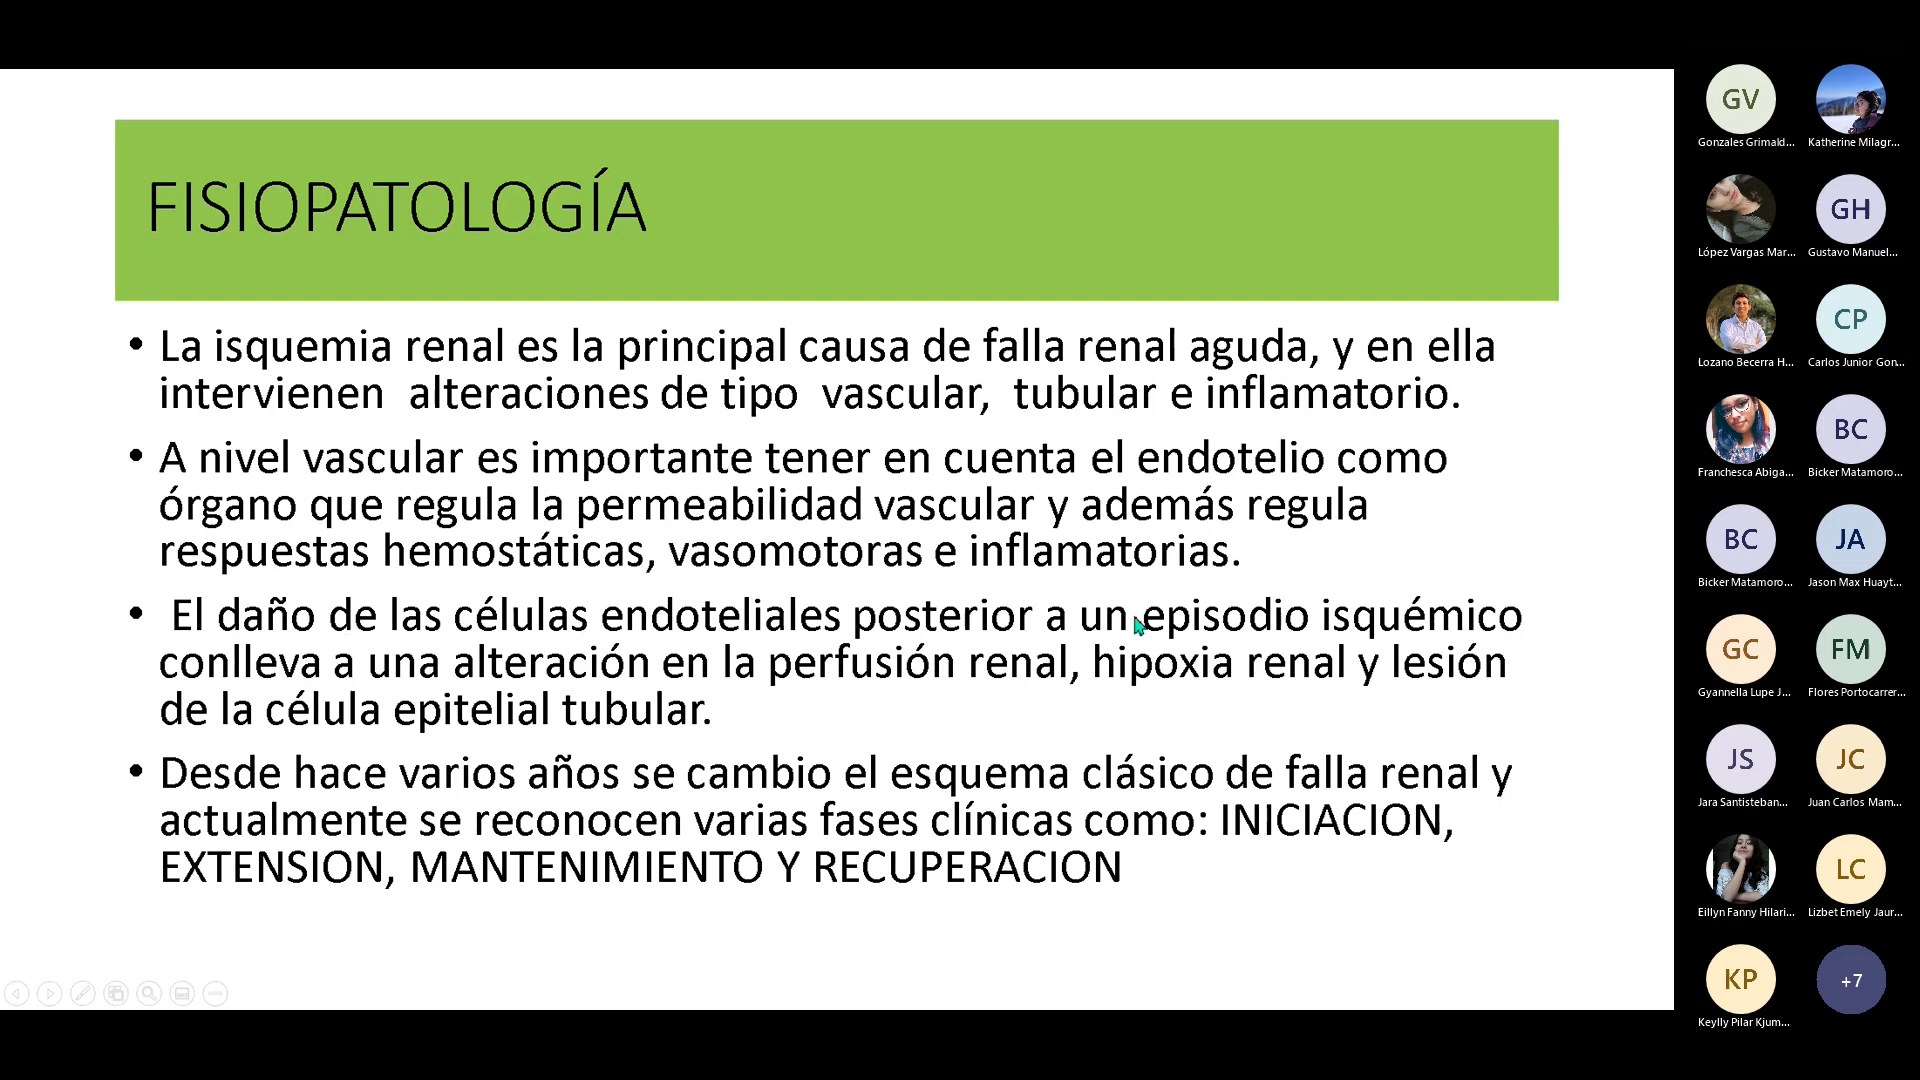 FISIOPATOLOGÍA
• La isquemia renal es la principal causa de falla renal aguda, y en ella
intervienen alteraciones de tipo vascular, tubular e inflamatorio.
• A nivel vascular es importante tener en cuenta el endotelio como
órgano que regula la permeabilidad vascular y además regula
respuestas hemostáticas, vasomotoras e inflamatorias.
• El daño de las células endoteliales posterior a un episodio isquémico
conlleva a una alteración en la perfusión renal, hipoxia renal y lesión
de la célula epitelial tubular.
• Desde hace varios años se cambio el esquema clásico de falla renal y
actualmente se reconocen varias fases clínicas como: INICIACION,
EXTENSION, MANTENIMIENTO Y RECUPERACION
GV
Gonzales Grimald... Katherine Milagr...
GH
López Vargas Mar... Gustavo Manuel...
CP
Lozano Becerra H... Carlos Junior Gon...
BC
Franchesca Abiga... Bicker Matamoro...
BC JA
Bicker Matamoro... Jason Max Huayt...
GC FM
Gyannella Lupe J... Flores Portocarrer...
JS JC
Jara Santisteban... Juan Carlos Mam...
LC
Eillyn Fanny Hilari... Lizbet Emely Jaur...
KP +7
Keylly Pilar Kjum...